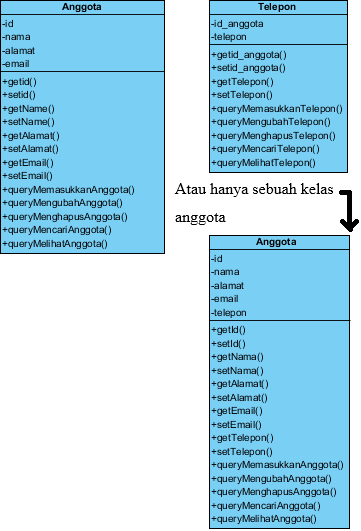 Anggota
-id
-nama
-alamat
-email
+getid()
+setid()
+getName()
+setName()
+getAlamat()
+setAlamat()
+getEmail()
+setEmail()
+queryMemasukkanAnggota()
+queryMengubahAnggota()
+queryMenghapusAnggota()
+queryMencariAnggota()
+queryMelihatAnggota()
Telepon
-id_anggota
-telepon
+getid_anggota()
+setid_anggota()
+getTelepon()
+setTelepon()
+queryMemasukkanTelepon()
+queryMengubahTelepon()
+queryMenghapusTelepon()
+queryMencariTelepon()
+queryMelihatTelepon()
Atau hanya sebuah kelas
anggota
Anggota
-id
-nama
-alamat
-email
-telepon
+getId()
+setId()
+getNama()
+setNama()
+getAlamat()
+setAlamat()
+getEmail()
+setEmail()
+getTelepon()
+setTelepon()
+queryMemasukkanAnggota()
+queryMengubahAnggota()
+queryMenghapusAnggota()
+queryMencariAnggota()
+queryMelihatAnggota()